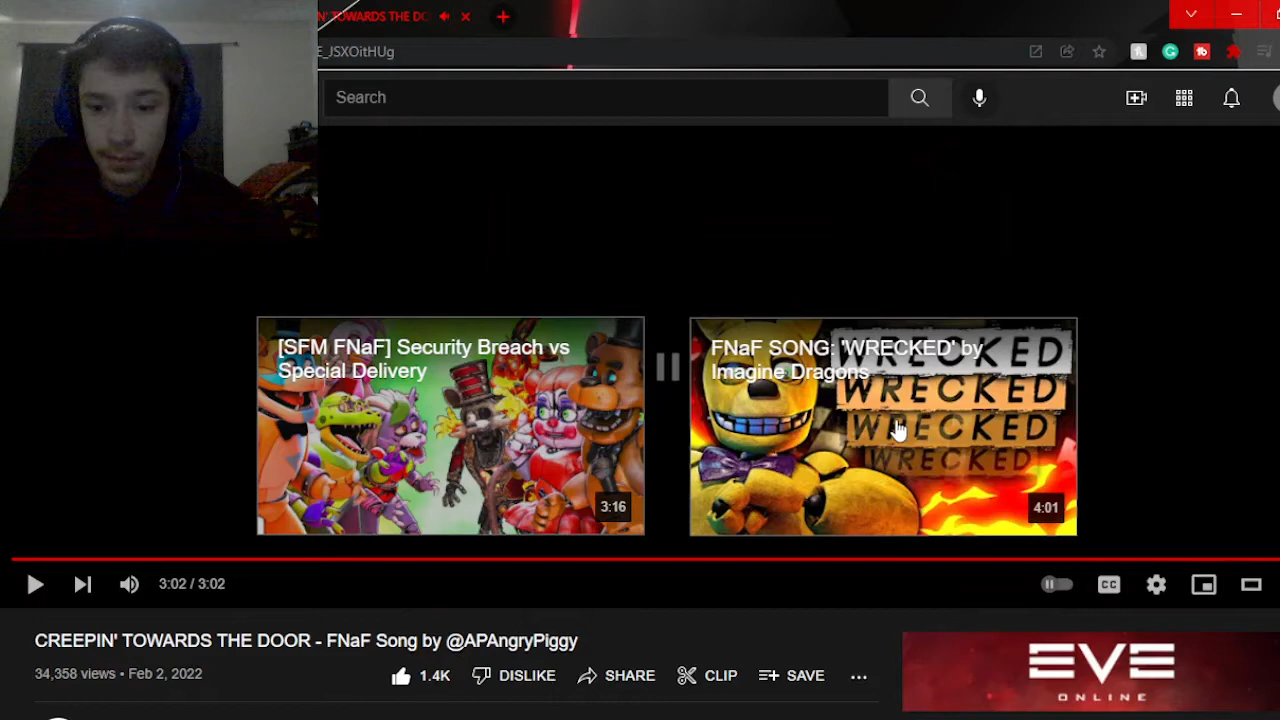 N' TOWARDS THE DO
E_JSXOitHUg
Search
[SFM FNaF] Security Breach vs
Special Delivery
3:16
FNaF SONG: 'WRECKED' by
Imagine Dragons
WRECKED
WRECKED
WRECKED
WRECKED
4:01
3:02 / 3:02
CC
CREEPIN' TOWARDS THE DOOR - FNaF Song by @APAngryPiggy
34,358 views • Feb 2, 2022
1.4K
DISLIKE
SHARE
CLIP
SAVE
EVE
ONLINE